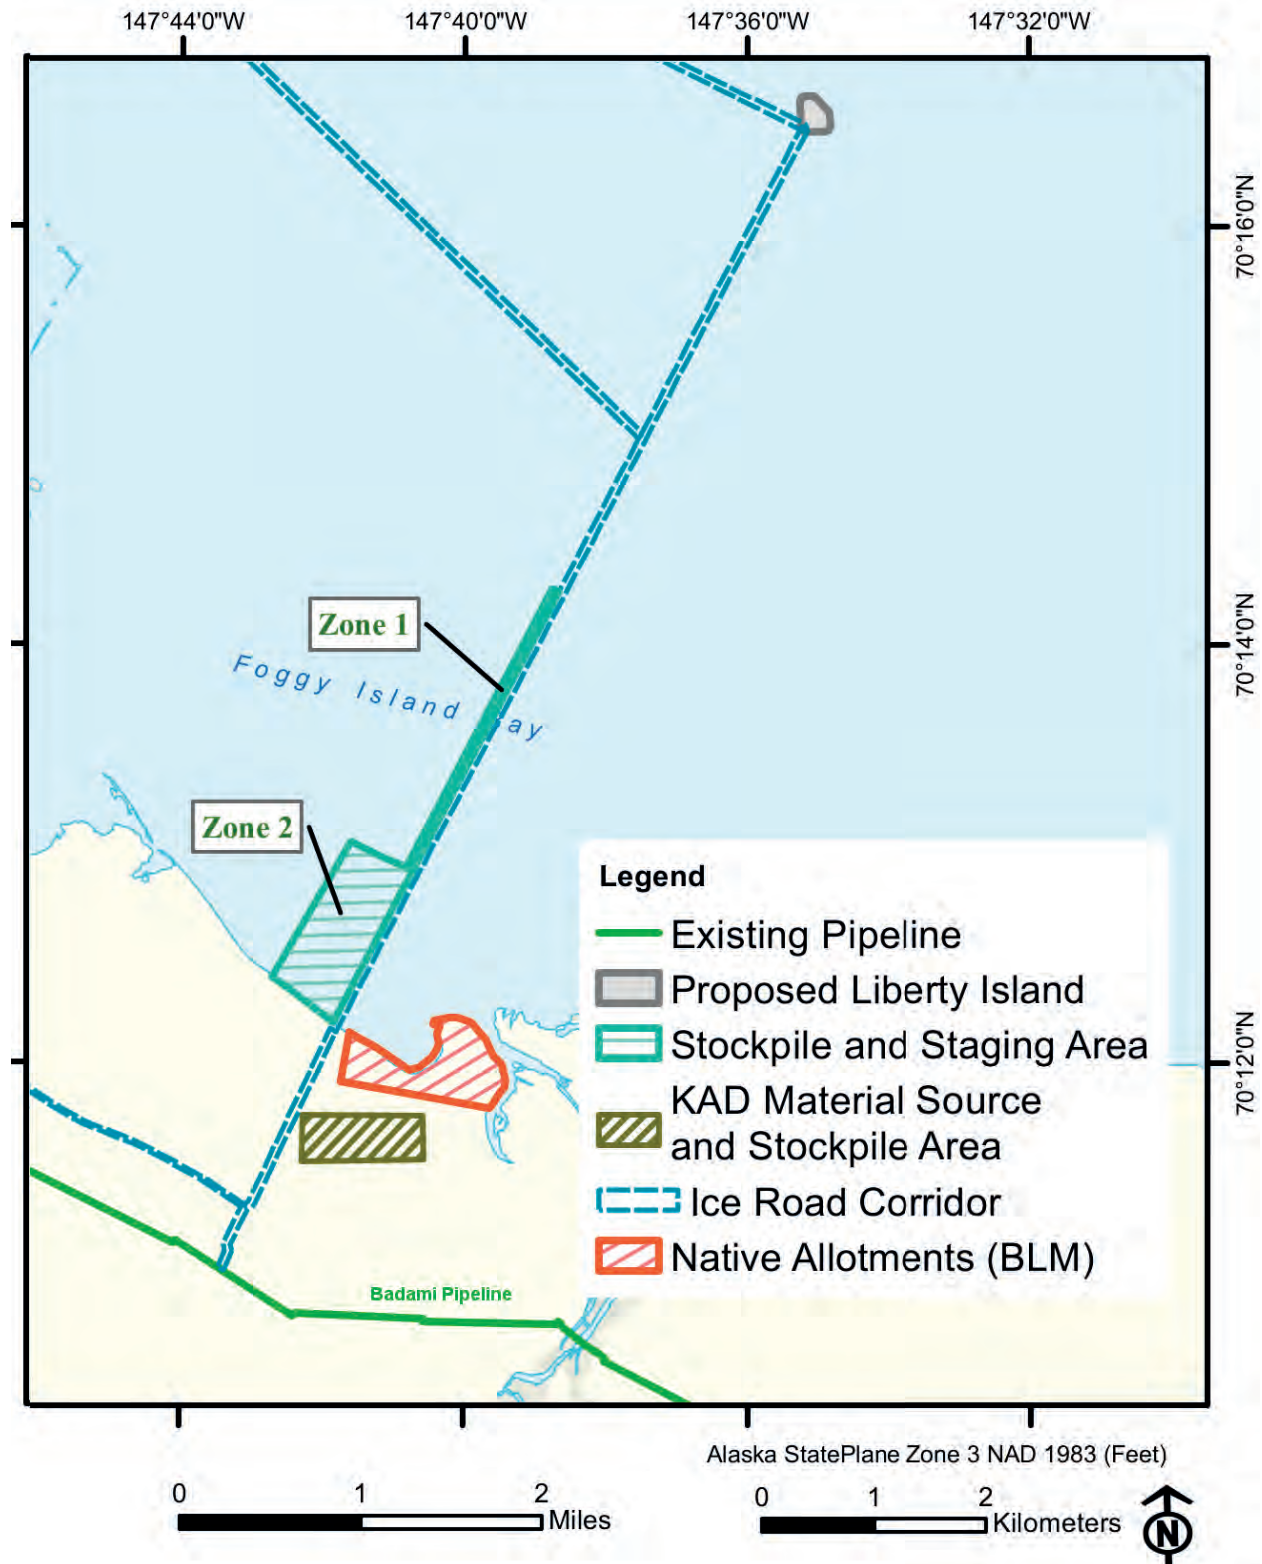 147°44'0"W 147°40'0"W 147°36'0"W 147°32'0"W
70°16'0"N
Zone 1
70°14'0"N
Foggy Island ay
Zone 2
Legend
Existing Pipeline
Proposed Liberty Island
Stockpile and Staging Area
70°12'0"N
KAD Material Source
and Stockpile Area
Ice Road Corridor
Native Allotments (BLM)
Badami Pipeline
Alaska StatePlane Zone 3 NAD 1983 (Feet)
0 1 2
Miles
0 1 2
Kilometers
N